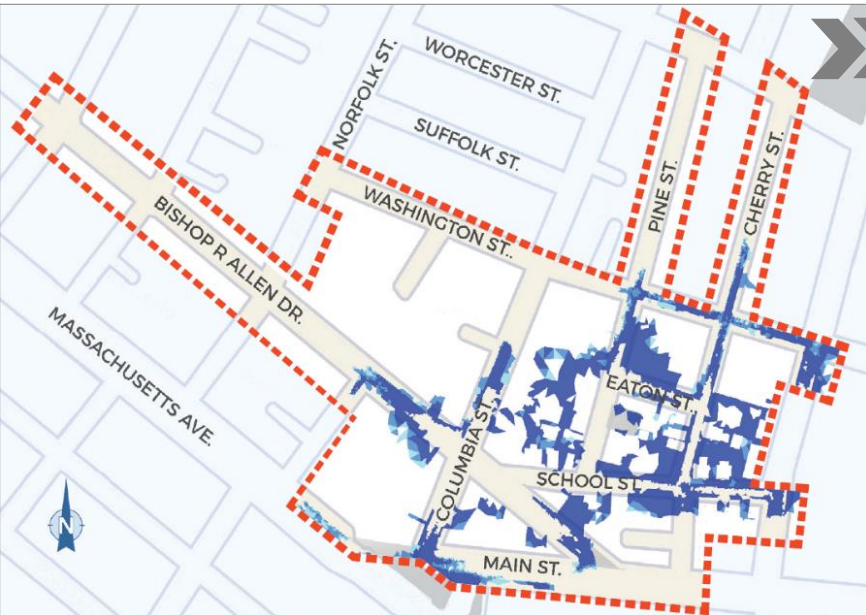 WORCESTER ST.
NORFOLK ST.
SUFFOLK ST.
PINE ST.
CHERRY ST.
WASHINGTON ST..
BISHOP R ALLEN DR.
MASSACHUSETTS AVE.
EATON ST.
COLUMBIA ST.
SCHOOL ST.
MAIN ST.
N